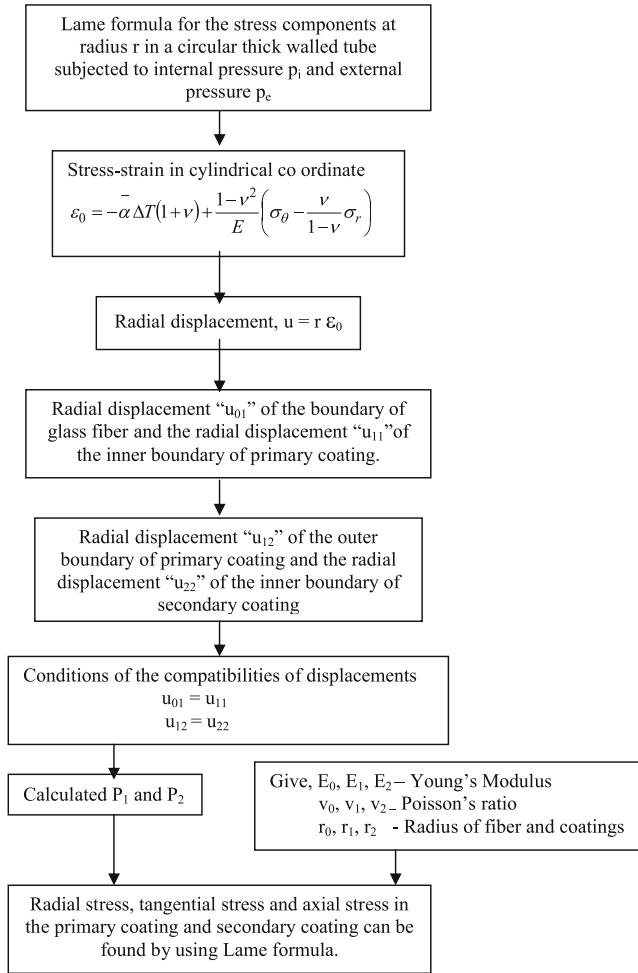 Lame formula for the stress components at
radius r in a circular thick walled tube
subjected to internal pressure pᵢ and external
pressure pₑ
Stress-strain in cylindrical co ordinate
ε₀ = −α̅ ΔT(1+ν) + (1−ν²)/E (σ_θ − ν/(1−ν) σ_r)
Radial displacement, u = r ε₀
Radial displacement “u₀₁” of the boundary of
glass fiber and the radial displacement “u₁₁”of
the inner boundary of primary coating.
Radial displacement “u₁₂” of the outer
boundary of primary coating and the radial
displacement “u₂₂” of the inner boundary of
secondary coating
Conditions of the compatibilities of displacements
u₀₁ = u₁₁
u₁₂ = u₂₂
Calculated P₁ and P₂
Give, E₀, E₁, E₂ – Young’s Modulus
v₀, v₁, v₂ – Poisson’s ratio
r₀, r₁, r₂ - Radius of fiber and coatings
Radial stress, tangential stress and axial stress in
the primary coating and secondary coating can be
found by using Lame formula.